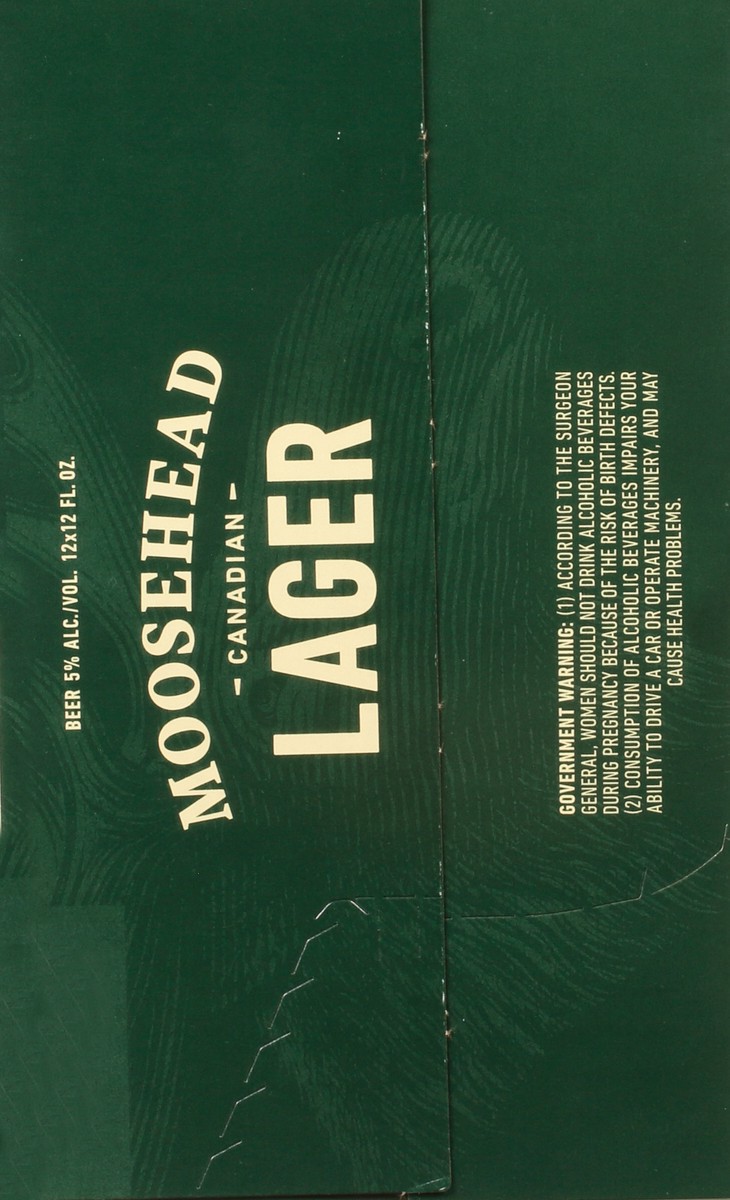 BEER 5% ALC./VOL. 12x12 FL. OZ.
MOOSEHEAD
– CANADIAN –
LAGER
GOVERNMENT WARNING: (1) ACCORDING TO THE SURGEON
GENERAL, WOMEN SHOULD NOT DRINK ALCOHOLIC BEVERAGES
DURING PREGNANCY BECAUSE OF THE RISK OF BIRTH DEFECTS.
(2) CONSUMPTION OF ALCOHOLIC BEVERAGES IMPAIRS YOUR
ABILITY TO DRIVE A CAR OR OPERATE MACHINERY, AND MAY
CAUSE HEALTH PROBLEMS.